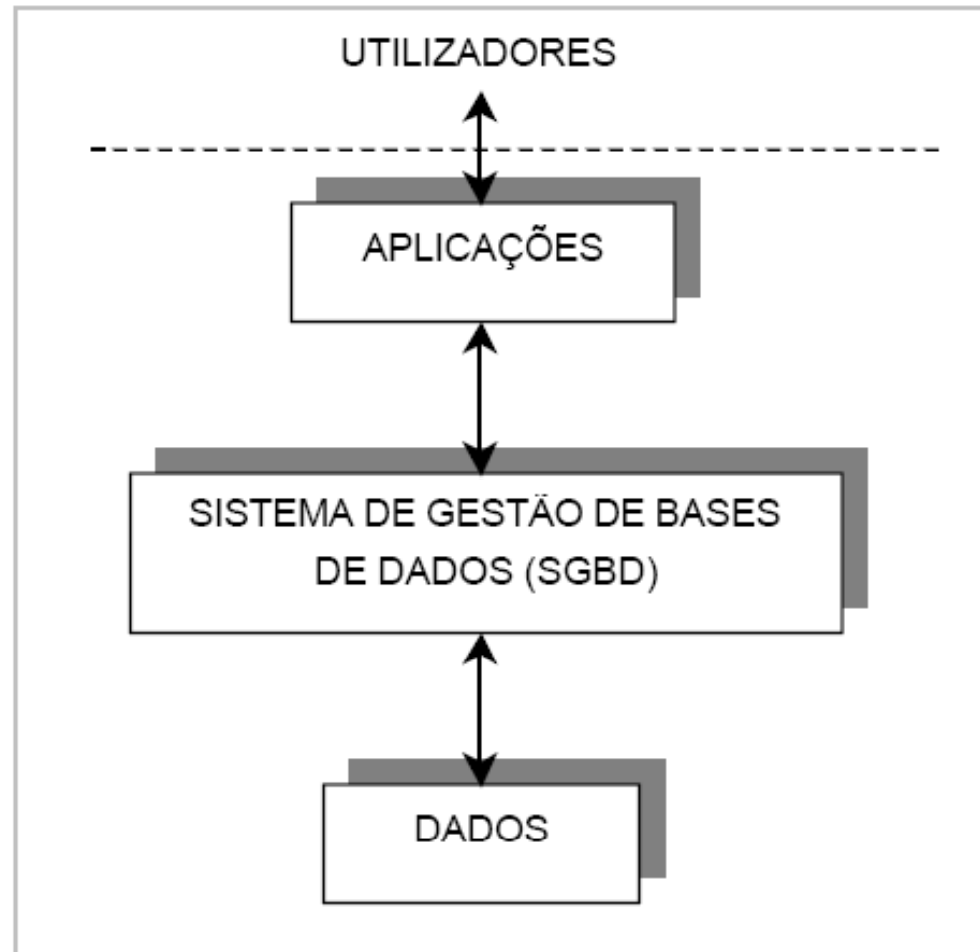 UTILIZADORES
APLICAÇÕES
SISTEMA DE GESTÃO DE BASES
DE DADOS (SGBD)
DADOS